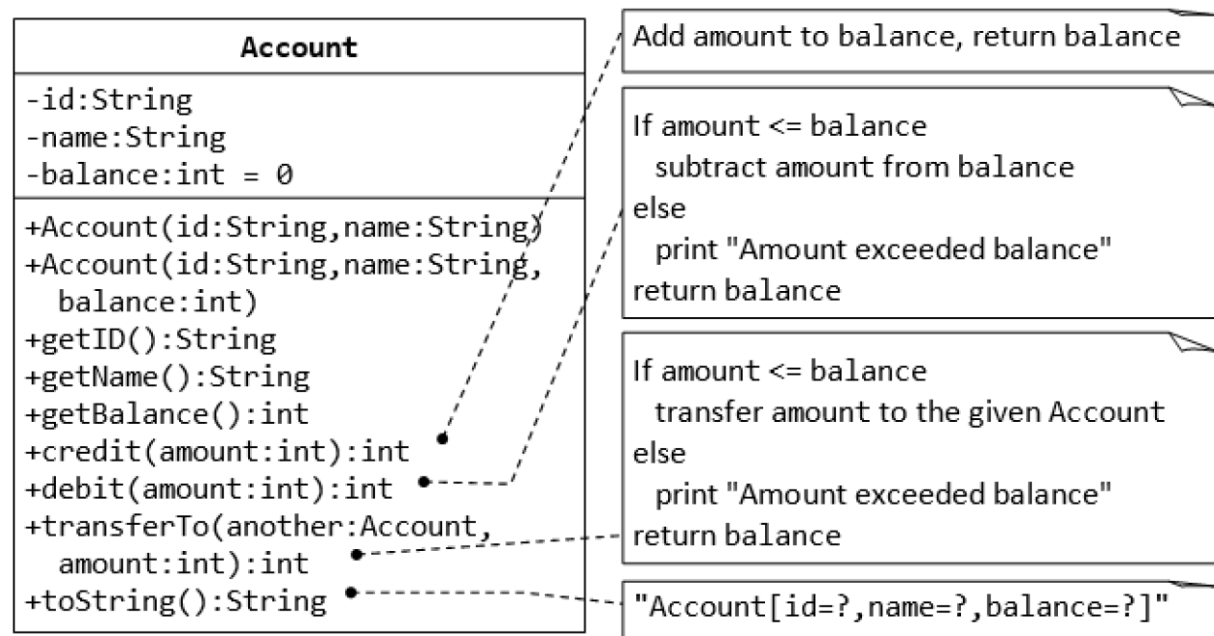 Account
-id:String
-name:String
-balance:int = 0
+Account(id:String,name:String)
+Account(id:String,name:String,
balance:int)
+getID():String
+getName():String
+getBalance():int
+credit(amount:int):int
+debit(amount:int):int
+transferTo(another:Account,
amount:int):int
+toString():String
Add amount to balance, return balance
If amount <= balance
subtract amount from balance
else
print "Amount exceeded balance"
return balance
If amount <= balance
transfer amount to the given Account
else
print "Amount exceeded balance"
return balance
"Account[id=?,name=?,balance=?]"